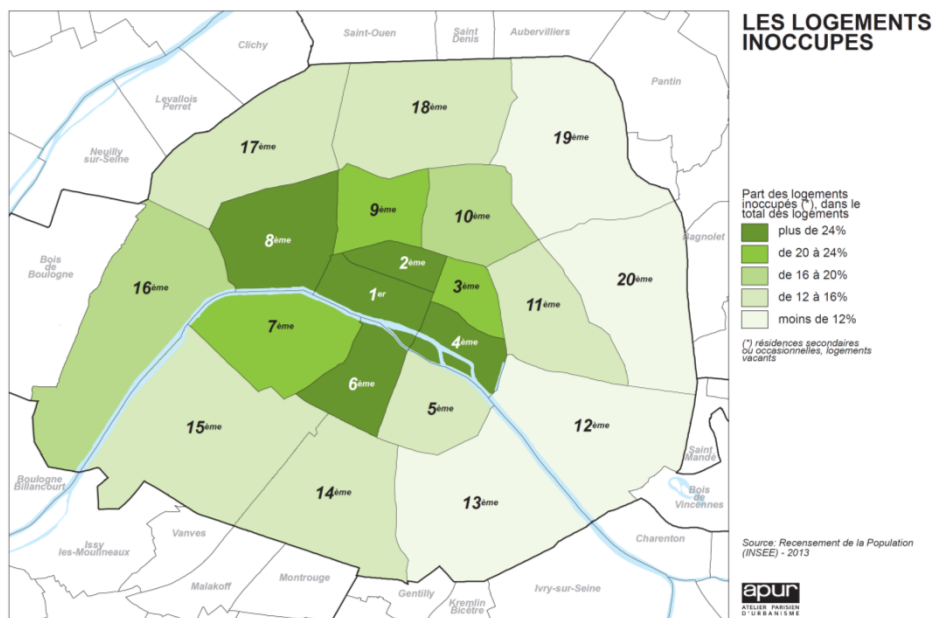 LES LOGEMENTS
INOCCUPES
Saint-Ouen
Saint
Denis
Aubervilliers
Clichy
Pantin
Levallois
Perret
Neuilly
sur-Seine
18ème
17ème
19ème
9ème
10ème
8ème
2ème
Bois
de
Boulogne
16ème
1er
3ème
11ème
20ème
Bagnolet
7ème
4ème
6ème
5ème
15ème
12ème
14ème
13ème
Saint
Mandé
Bois
de
Vincennes
Boulogne
Billancourt
Issy
les-Moulineaux
Vanves
Malakoff
Montrouge
Gentilly
Kremlin
Bicètre
Ivry-sur-Seine
Charenton
Part des logements
inoccupés (*), dans le
total des logements
plus de 24%
de 20 à 24%
de 16 à 20%
de 12 à 16%
moins de 12%
(*) résidences secondaires
ou occasionnelles, logements
vacants
Source: Recensement de la Population
(INSEE) - 2013
apur
ATELIER PARISIEN
D'URBANISME